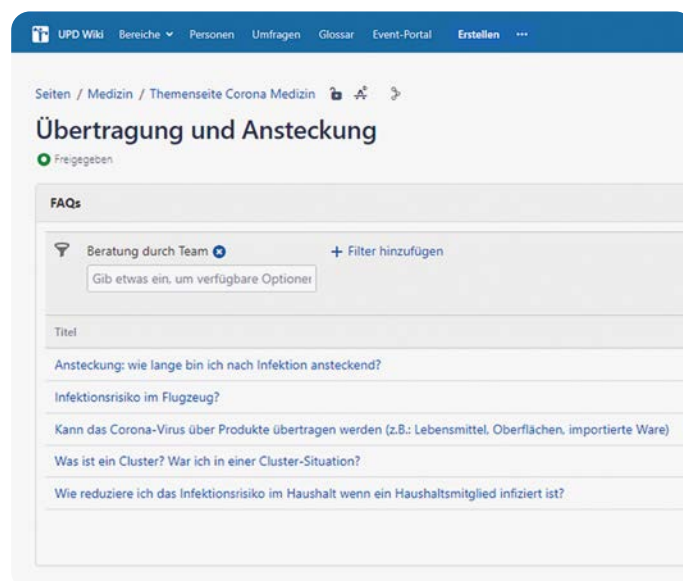 UPD Wiki Bereiche Personen Umfragen Glossar Event-Portal Erstellen ...
Seiten / Medizin / Themenseite Corona Medizin
Übertragung und Ansteckung
Freigegeben
FAQs
Beratung durch Team + Filter hinzufügen
Gib etwas ein, um verfügbare Optionen
Titel
Ansteckung: wie lange bin ich nach Infektion ansteckend?
Infektionsrisiko im Flugzeug?
Kann das Corona-Virus über Produkte übertragen werden (z.B.: Lebensmittel, Oberflächen, importierte Ware)
Was ist ein Cluster? War ich in einer Cluster-Situation?
Wie reduziere ich das Infektionsrisiko im Haushalt wenn ein Haushaltsmitglied infiziert ist?